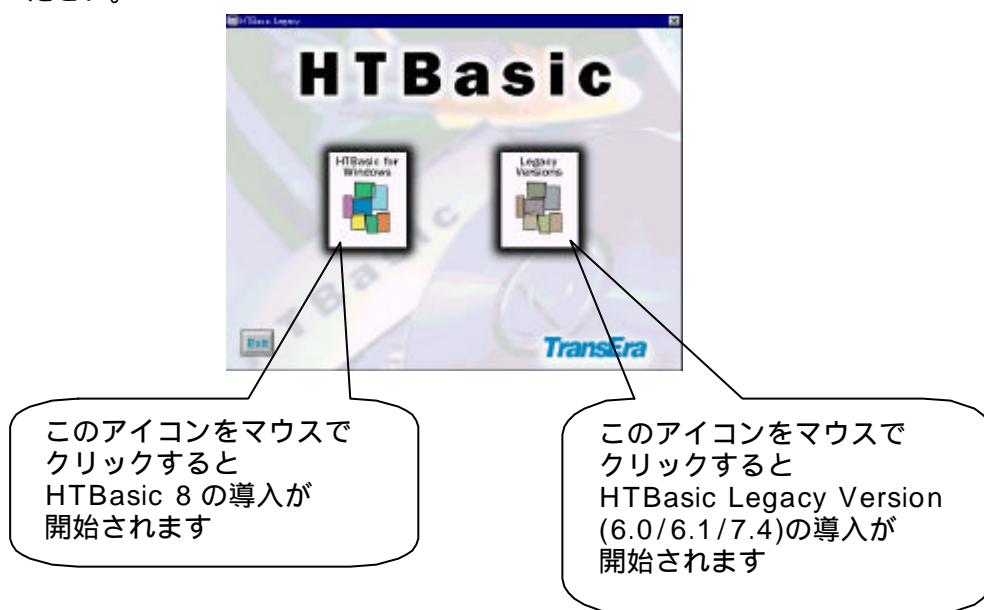 ださい。
HTBasic Legacy
HTBasic
HTBasic for
Windows
Legacy
Versions
HTBasic
Exit
TransEra
このアイコンをマウスで
クリックすると
HTBasic 8 の導入が
開始されます
このアイコンをマウスで
クリックすると
HTBasic Legacy Version
(6.0/6.1/7.4)の導入が
開始されます